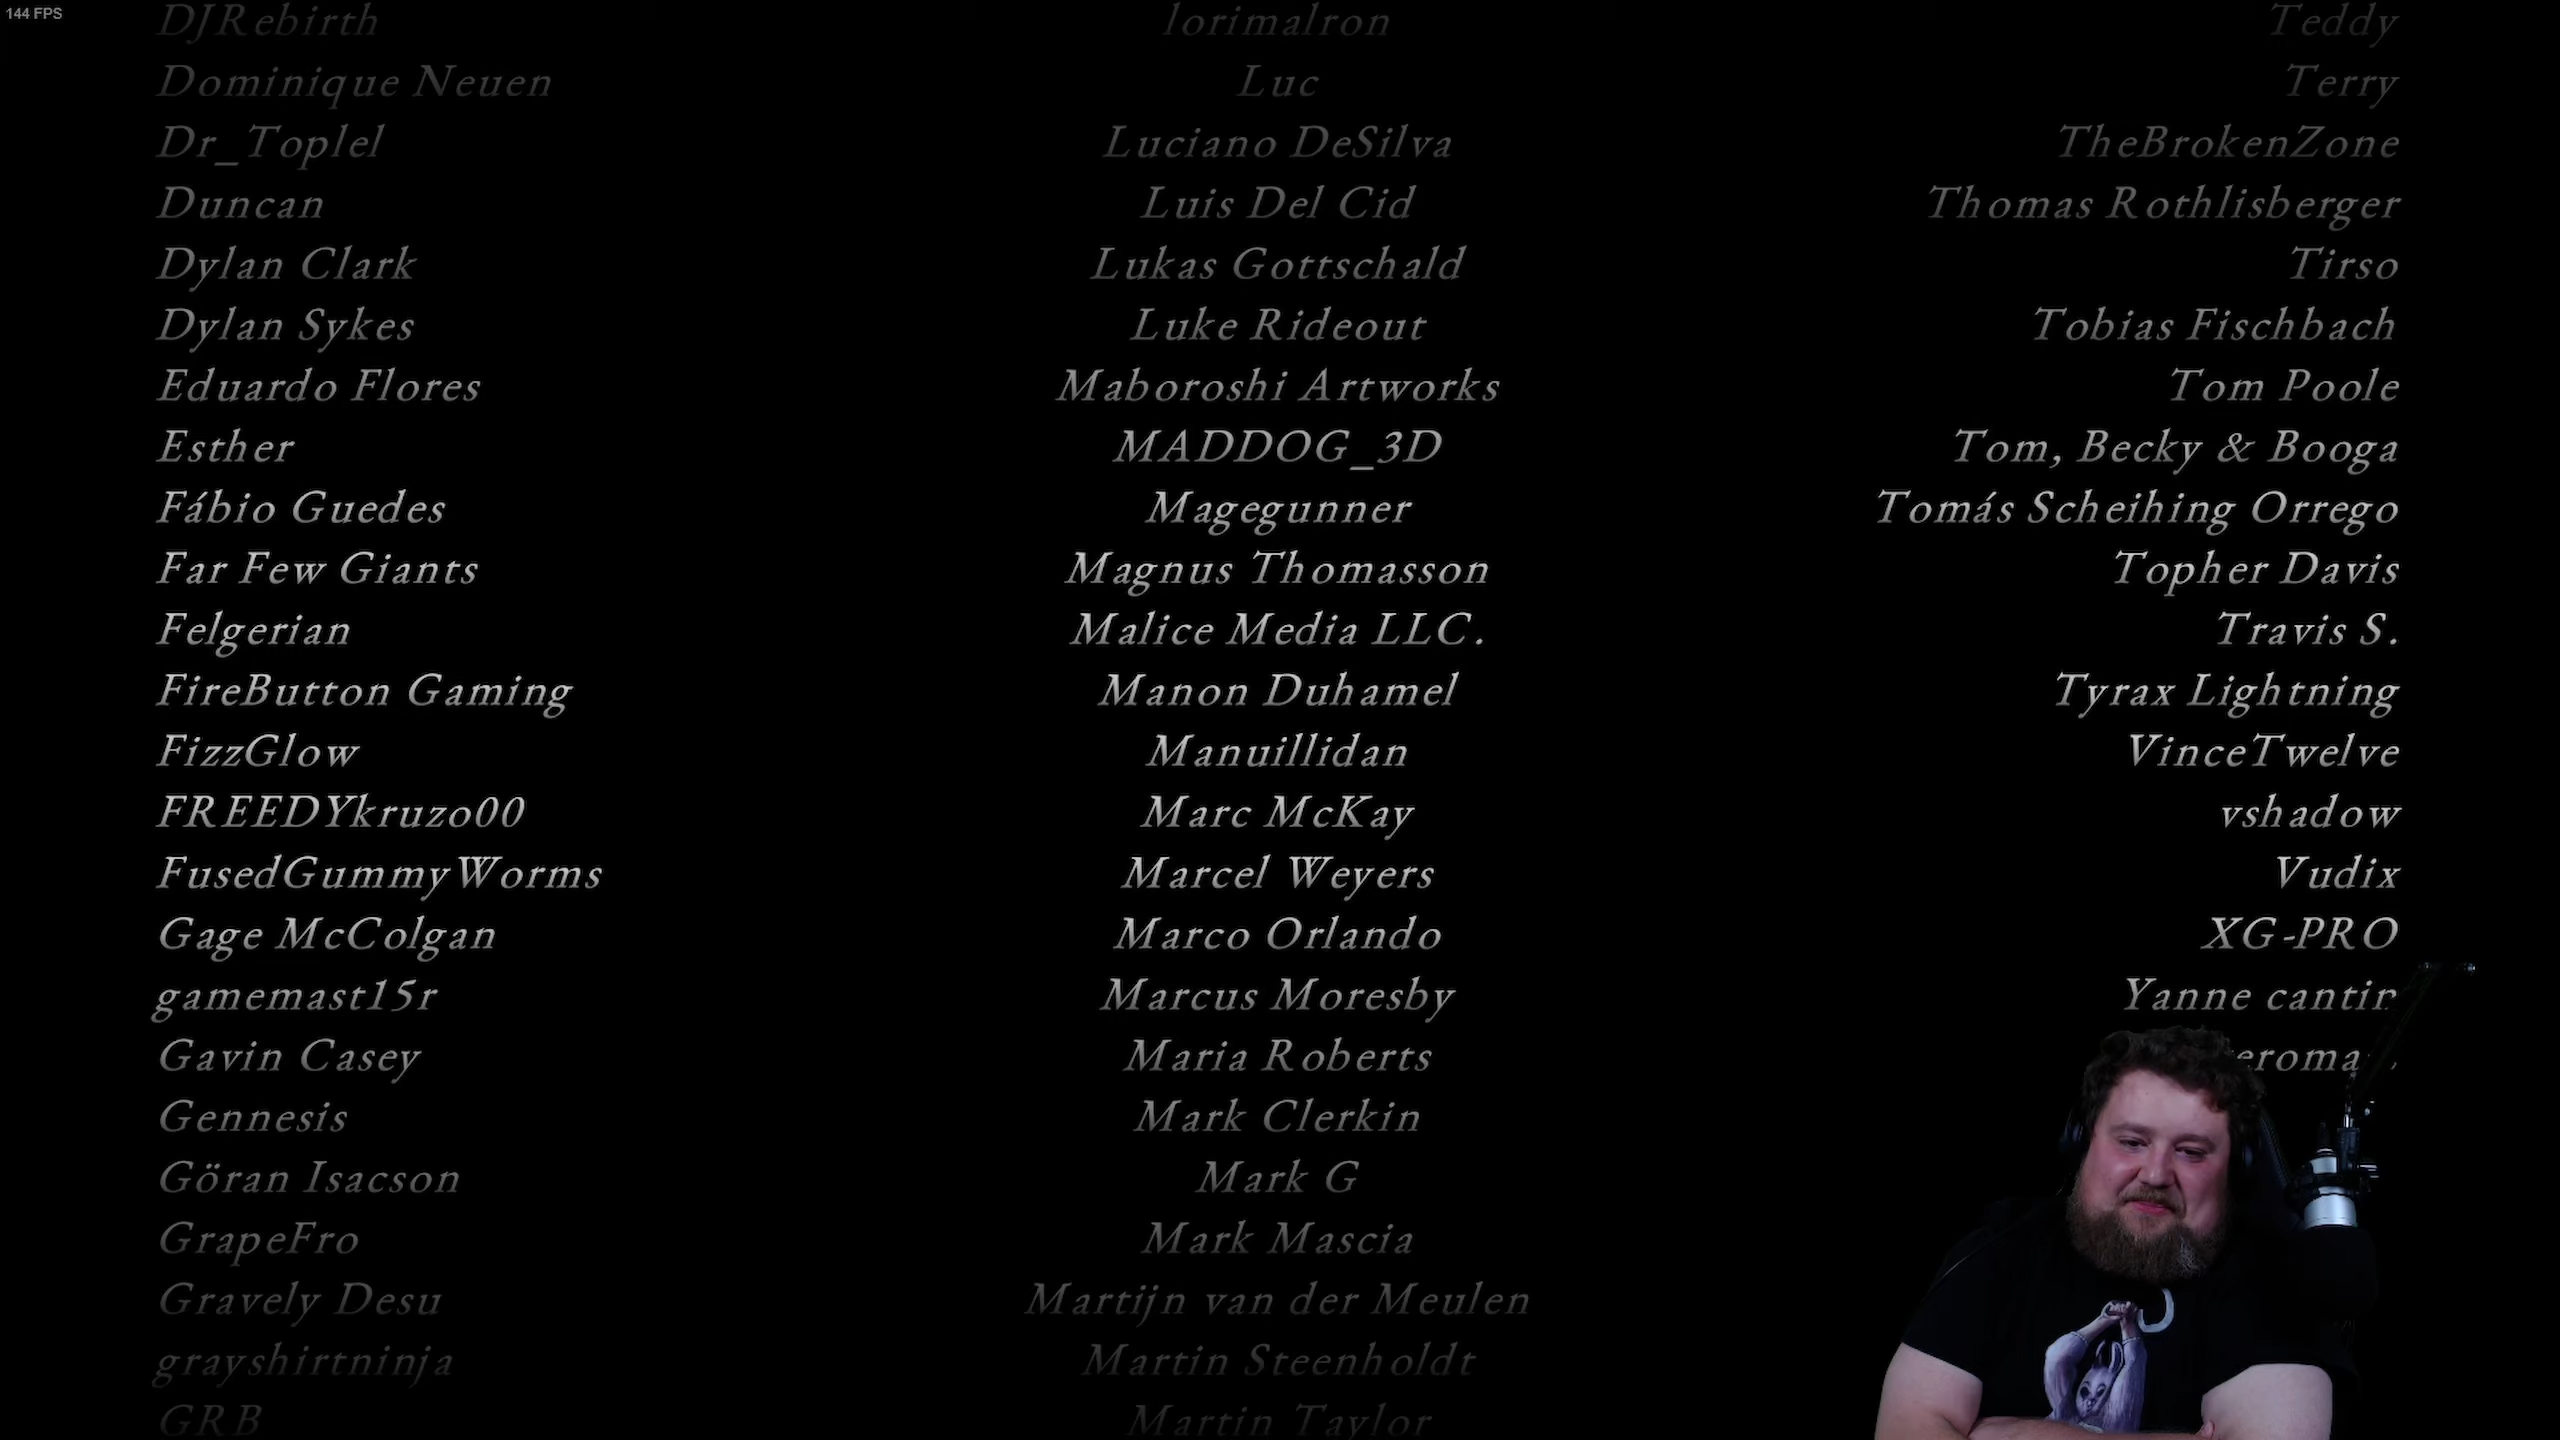 144 FPS
DJRebirth
Dominique Neuen
Dr_Toplel
Duncan
Dylan Clark
Dylan Sykes
Eduardo Flores
Esther
Fábio Guedes
Far Few Giants
Felgerian
FireButton Gaming
FizzGlow
FREEDYkruzo00
FusedGummyWorms
Gage McColgan
gamemast15r
Gavin Casey
Gennesis
Göran Isacson
GrapeFro
Gravely Desu
grayshirtninja
GRB
lorimalron
Luc
Luciano DeSilva
Luis Del Cid
Lukas Gottschald
Luke Rideout
Maboroshi Artworks
MADDOG_3D
Magegunner
Magnus Thomasson
Malice Media LLC.
Manon Duhamel
Manuillidan
Marc McKay
Marcel Weyers
Marco Orlando
Marcus Moresby
Maria Roberts
Mark Clerkin
Mark G
Mark Mascia
Martijn van der Meulen
Martin Steenholdt
Martin Taylor
Teddy
Terry
TheBrokenZone
Thomas Rothlisberger
Tirso
Tobias Fischbach
Tom Poole
Tom, Becky & Booga
Tomás Scheihing Orrego
Topher Davis
Travis S.
Tyrax Lightning
VinceTwelve
vshadow
Vudix
XG-PRO
Yanne cantin